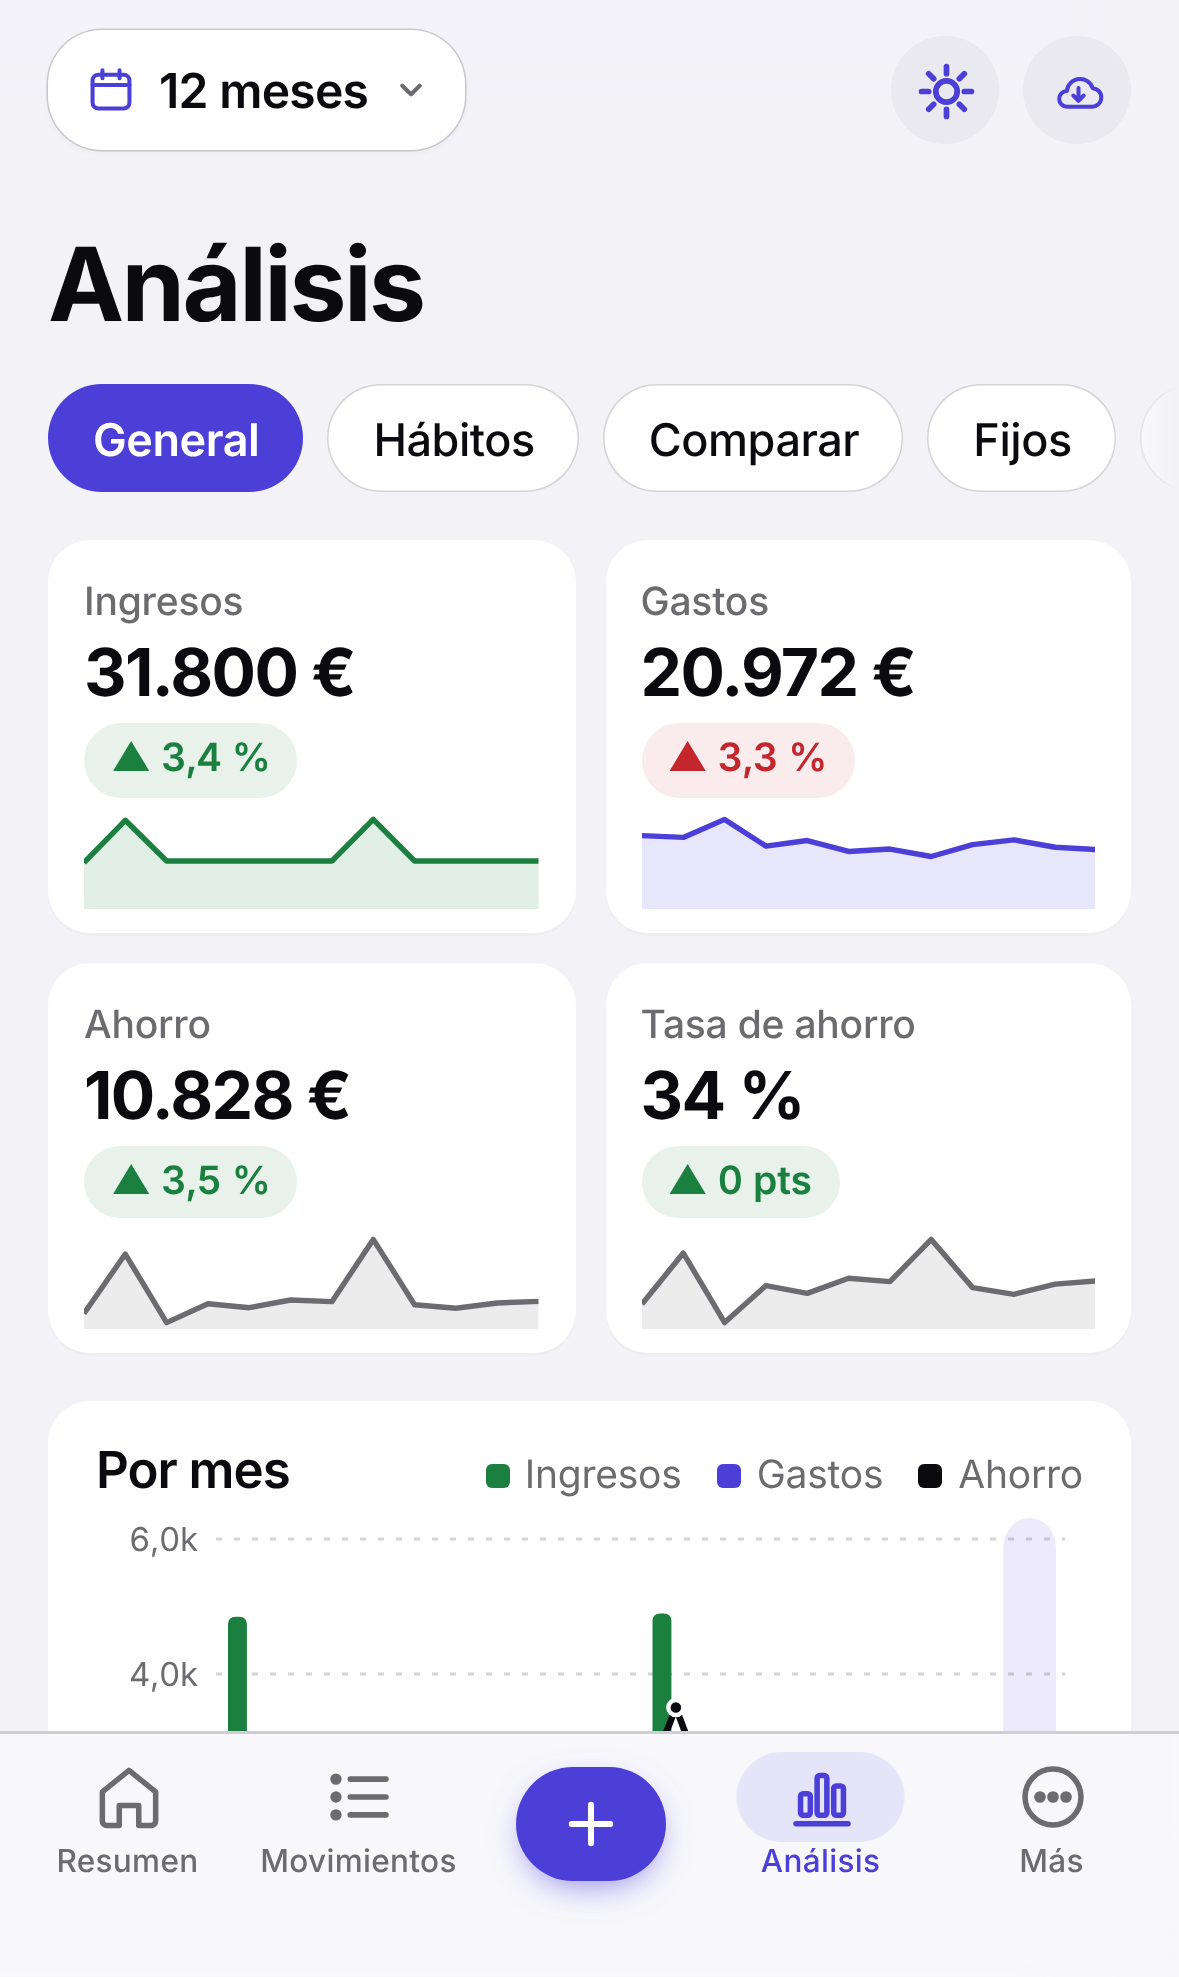 12 meses
Análisis
General Hábitos Comparar Fijos
Ingresos
31.800 €
▲ 3,4 %
Gastos
20.972 €
▲ 3,3 %
Ahorro
10.828 €
▲ 3,5 %
Tasa de ahorro
34 %
▲ 0 pts
Por mes
Ingresos Gastos Ahorro
6,0k
4,0k
Resumen Movimientos Análisis Más